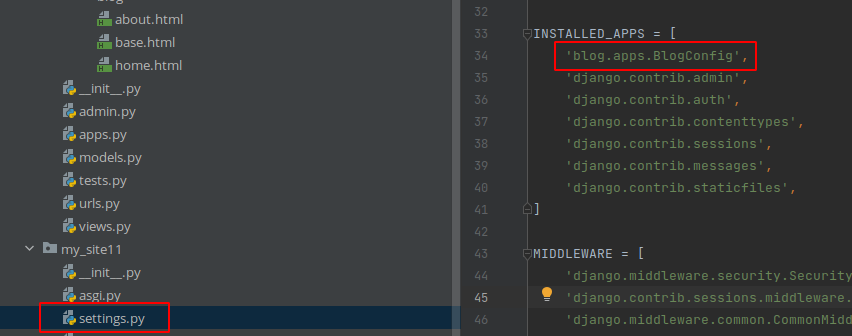 blog
about.html
base.html
home.html
__init__.py
admin.py
apps.py
models.py
tests.py
urls.py
views.py
my_site11
__init__.py
asgi.py
settings.py
32
33 INSTALLED_APPS = [
34 'blog.apps.BlogConfig',
35 'django.contrib.admin',
36 'django.contrib.auth',
37 'django.contrib.contenttypes',
38 'django.contrib.sessions',
39 'django.contrib.messages',
40 'django.contrib.staticfiles',
41 ]
42
43 MIDDLEWARE = [
44 'django.middleware.security.Security
45 'django.contrib.sessions.middleware.
46 'django.middleware.common.CommonMidd